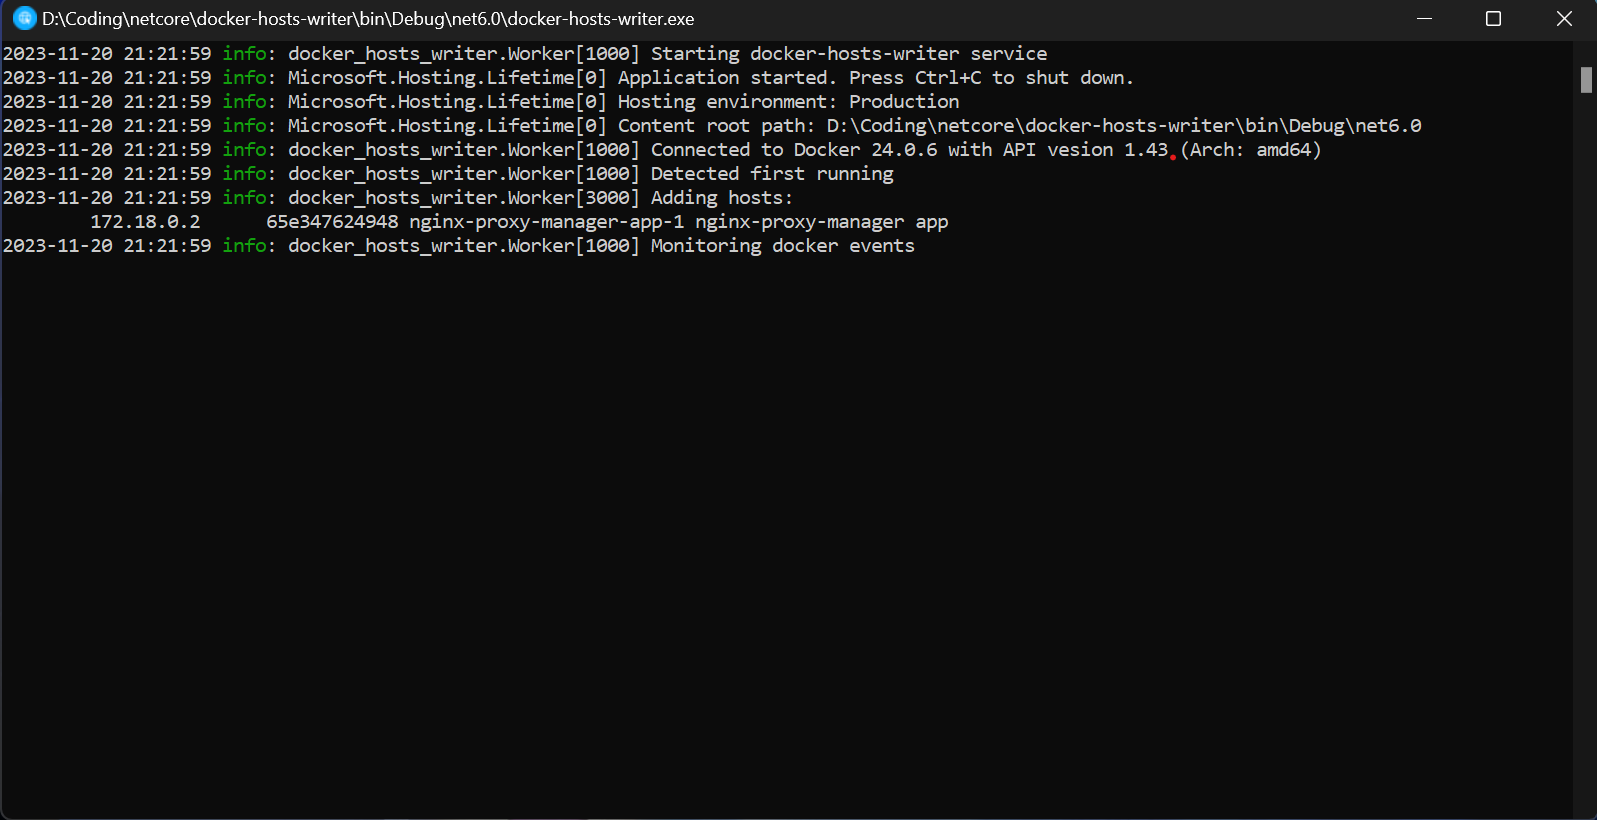 D:\Coding\netcore\docker-hosts-writer\bin\Debug\net6.0\docker-hosts-writer.exe
2023-11-20 21:21:59 info: docker_hosts_writer.Worker[1000] Starting docker-hosts-writer service
2023-11-20 21:21:59 info: Microsoft.Hosting.Lifetime[0] Application started. Press Ctrl+C to shut down.
2023-11-20 21:21:59 info: Microsoft.Hosting.Lifetime[0] Hosting environment: Production
2023-11-20 21:21:59 info: Microsoft.Hosting.Lifetime[0] Content root path: D:\Coding\netcore\docker-hosts-writer\bin\Debug\net6.0
2023-11-20 21:21:59 info: docker_hosts_writer.Worker[1000] Connected to Docker 24.0.6 with API vesion 1.43 (Arch: amd64)
2023-11-20 21:21:59 info: docker_hosts_writer.Worker[1000] Detected first running
2023-11-20 21:21:59 info: docker_hosts_writer.Worker[3000] Adding hosts:
        172.18.0.2      65e347624948 nginx-proxy-manager-app-1 nginx-proxy-manager app
2023-11-20 21:21:59 info: docker_hosts_writer.Worker[1000] Monitoring docker events